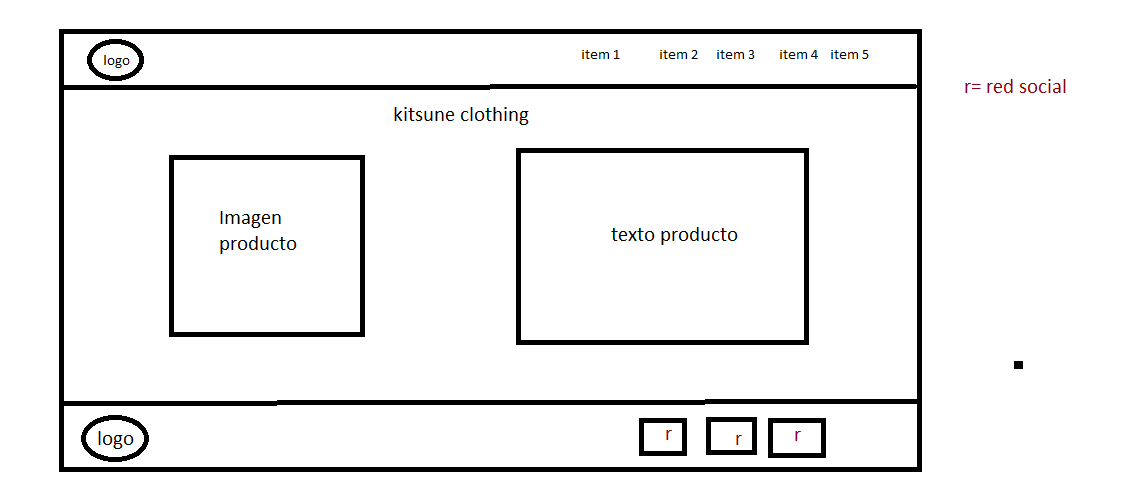 logo
item 1 item 2 item 3 item 4 item 5
r= red social
kitsune clothing
Imagen
producto
texto producto
logo
r
r
r